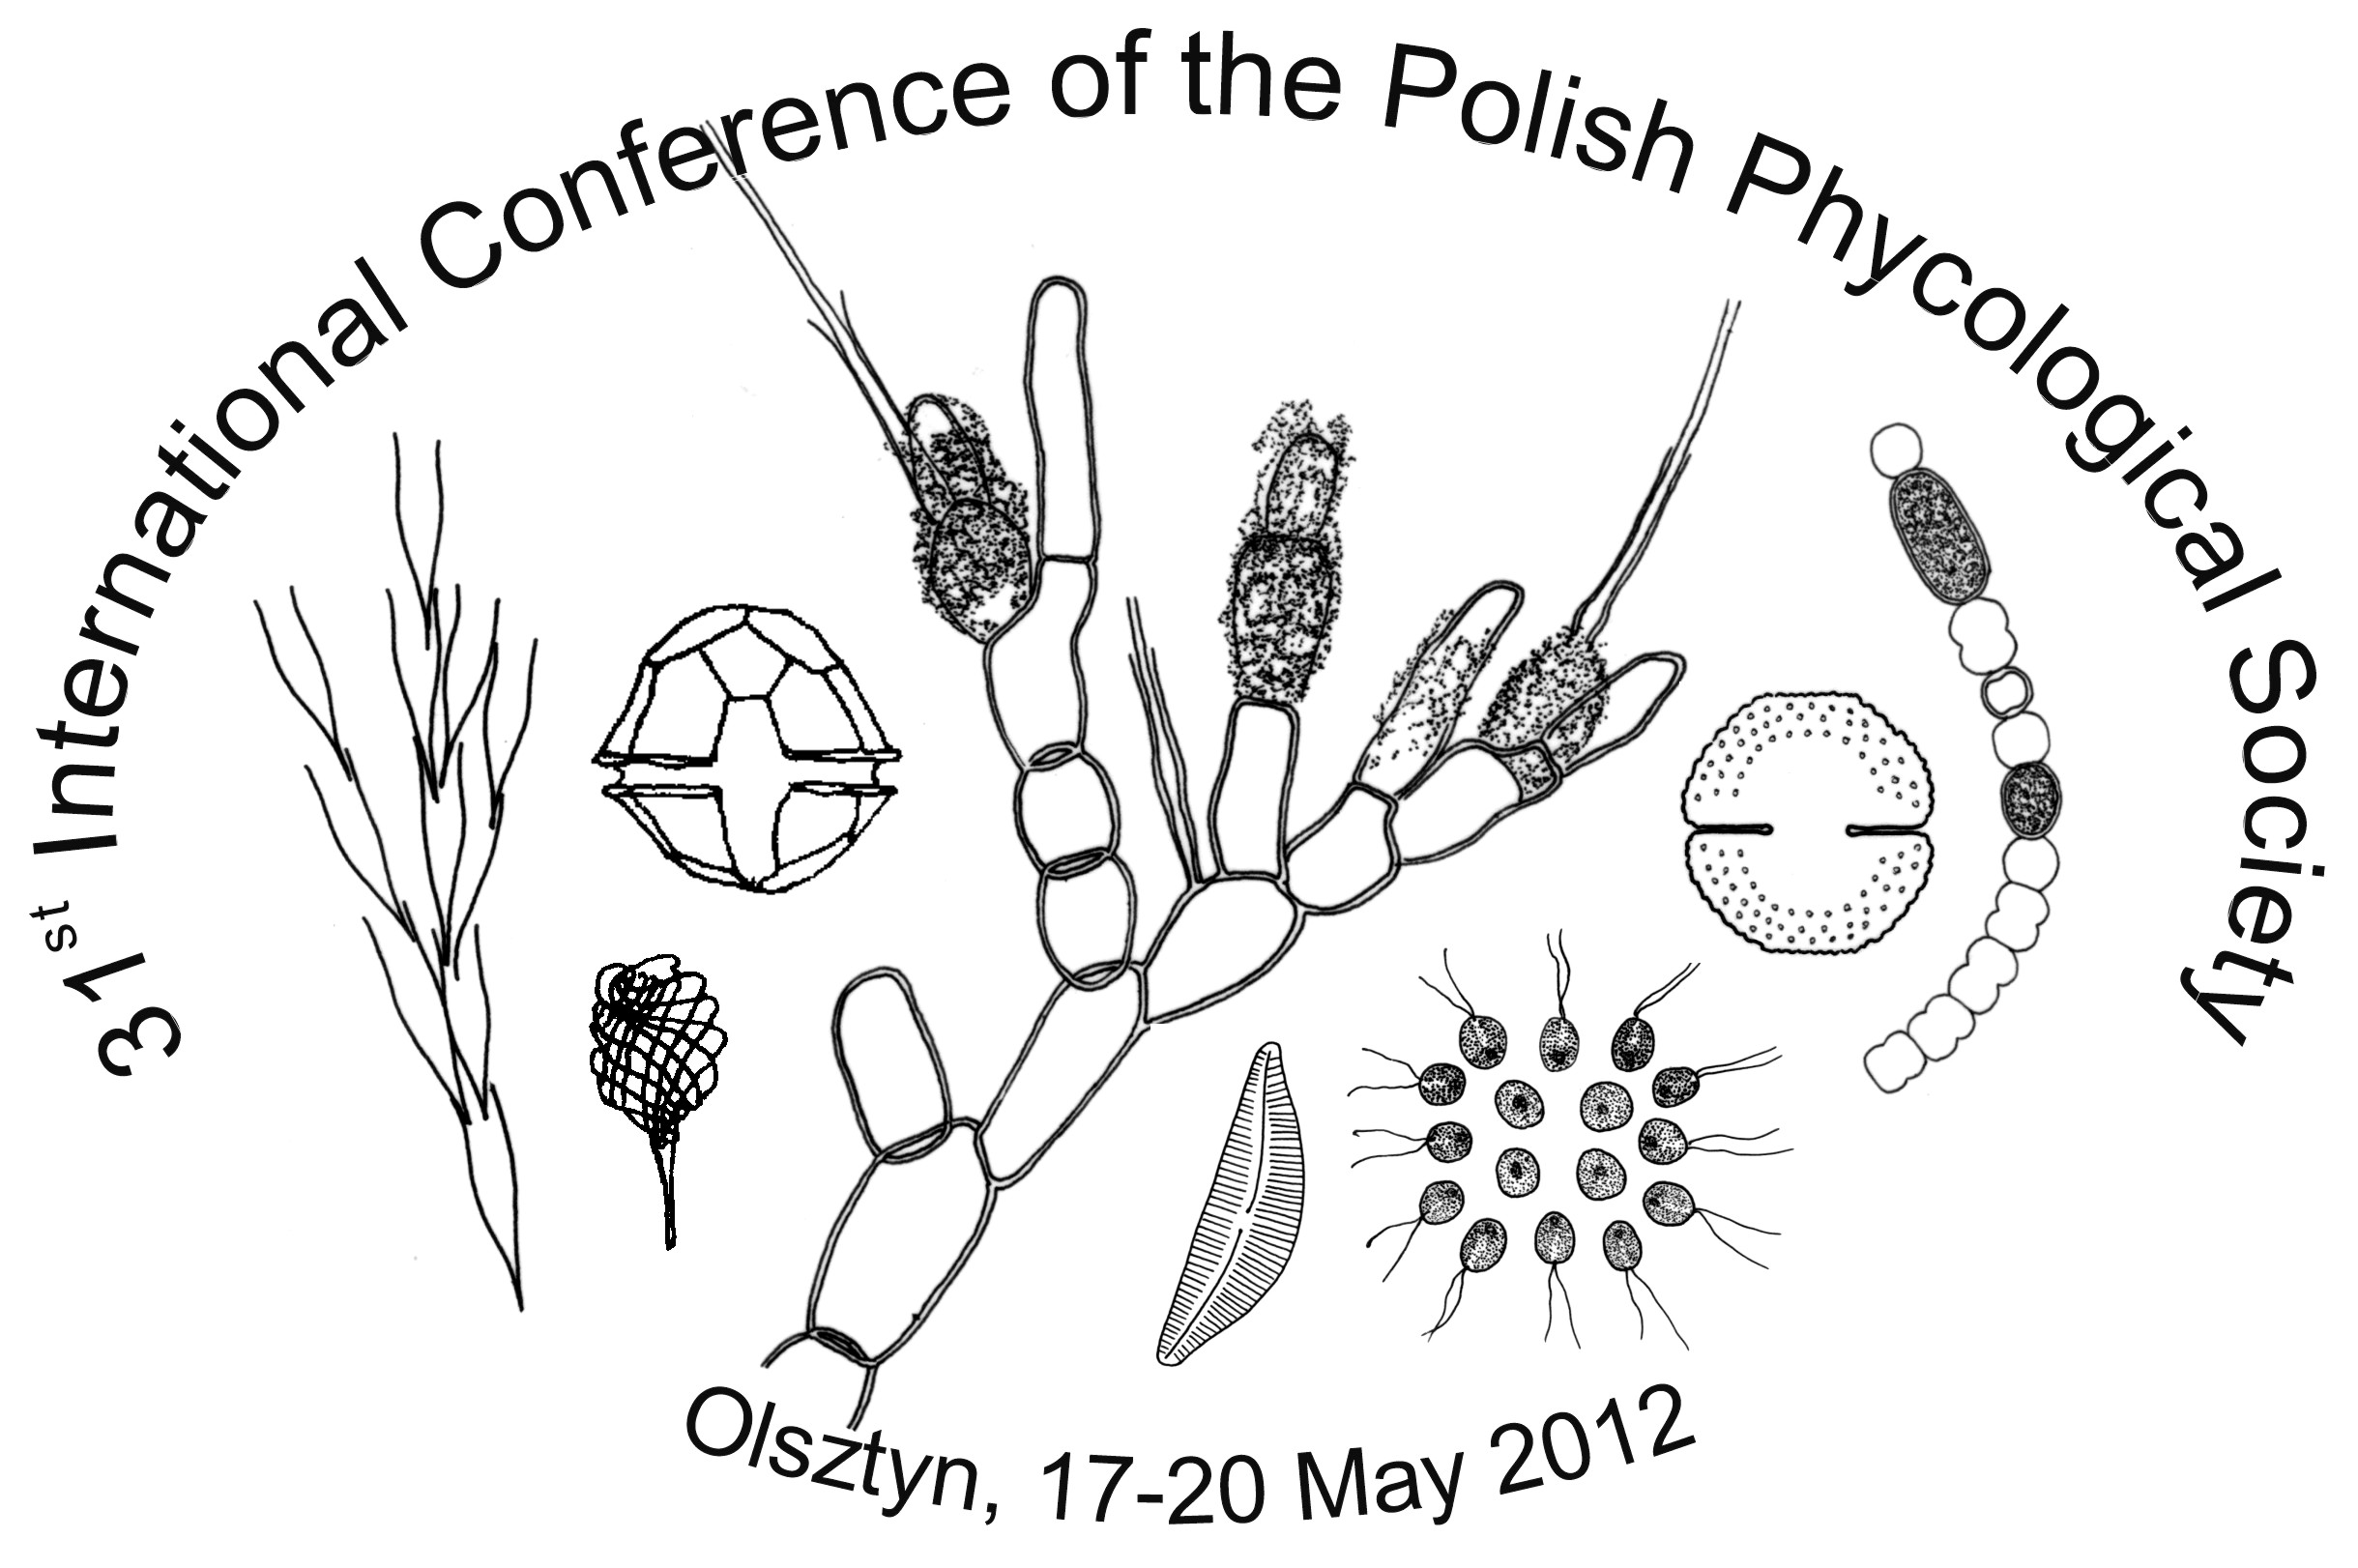 31st International Conference of the Polish Phycological Society
Olsztyn, 17-20 May 2012